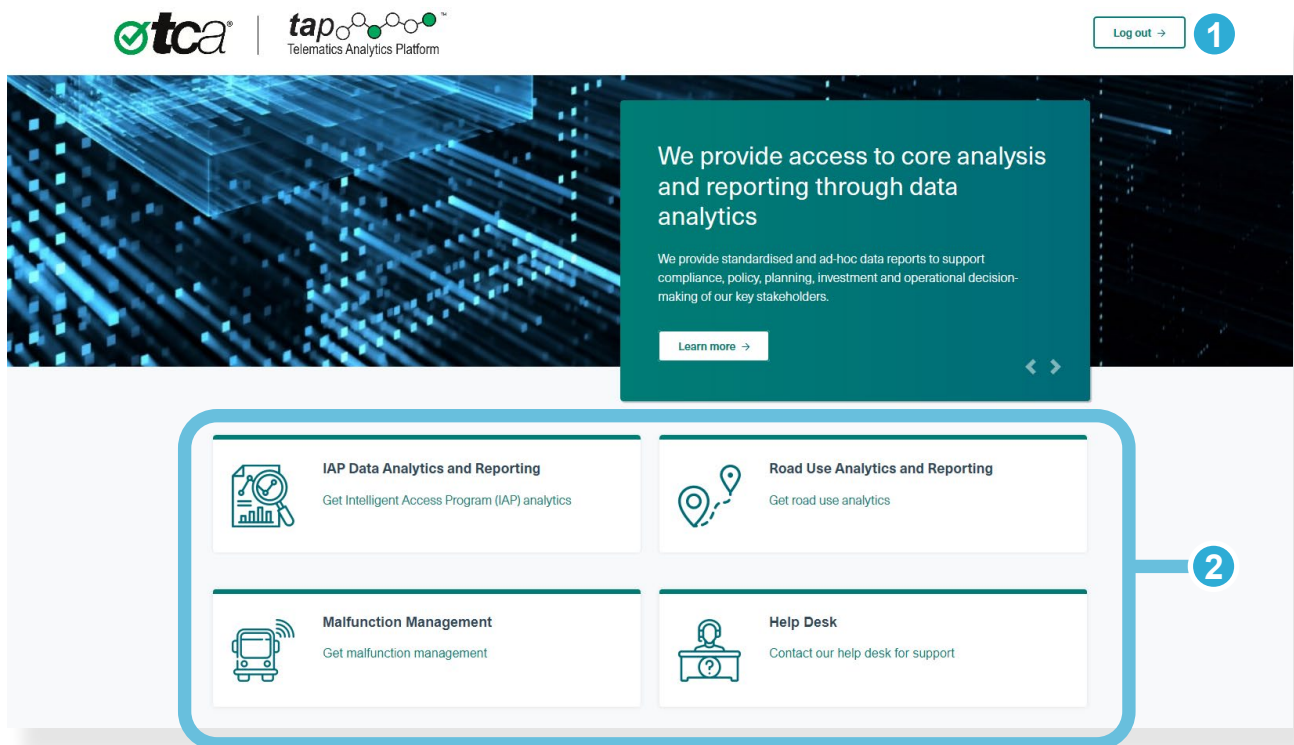 tca®
tap™
Telematics Analytics Platform
Log out →
1
We provide access to core analysis
and reporting through data
analytics
We provide standardised and ad-hoc data reports to support
compliance, policy, planning, investment and operational decision-
making of our key stakeholders.
Learn more →
IAP Data Analytics and Reporting
Get Intelligent Access Program (IAP) analytics
Road Use Analytics and Reporting
Get road use analytics
2
Malfunction Management
Get malfunction management
Help Desk
Contact our help desk for support
?